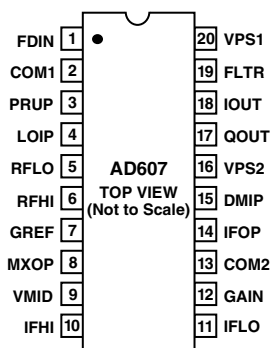 FDIN 1 20 VPS1
COM1 2 19 FLTR
PRUP 3 18 IOUT
LOIP 4 17 QOUT
RFLO 5 AD607 16 VPS2
RFHI 6 TOP VIEW 15 DMIP
(Not to Scale)
GREF 7 14 IFOP
MXOP 8 13 COM2
VMID 9 12 GAIN
IFHI 10 11 IFLO